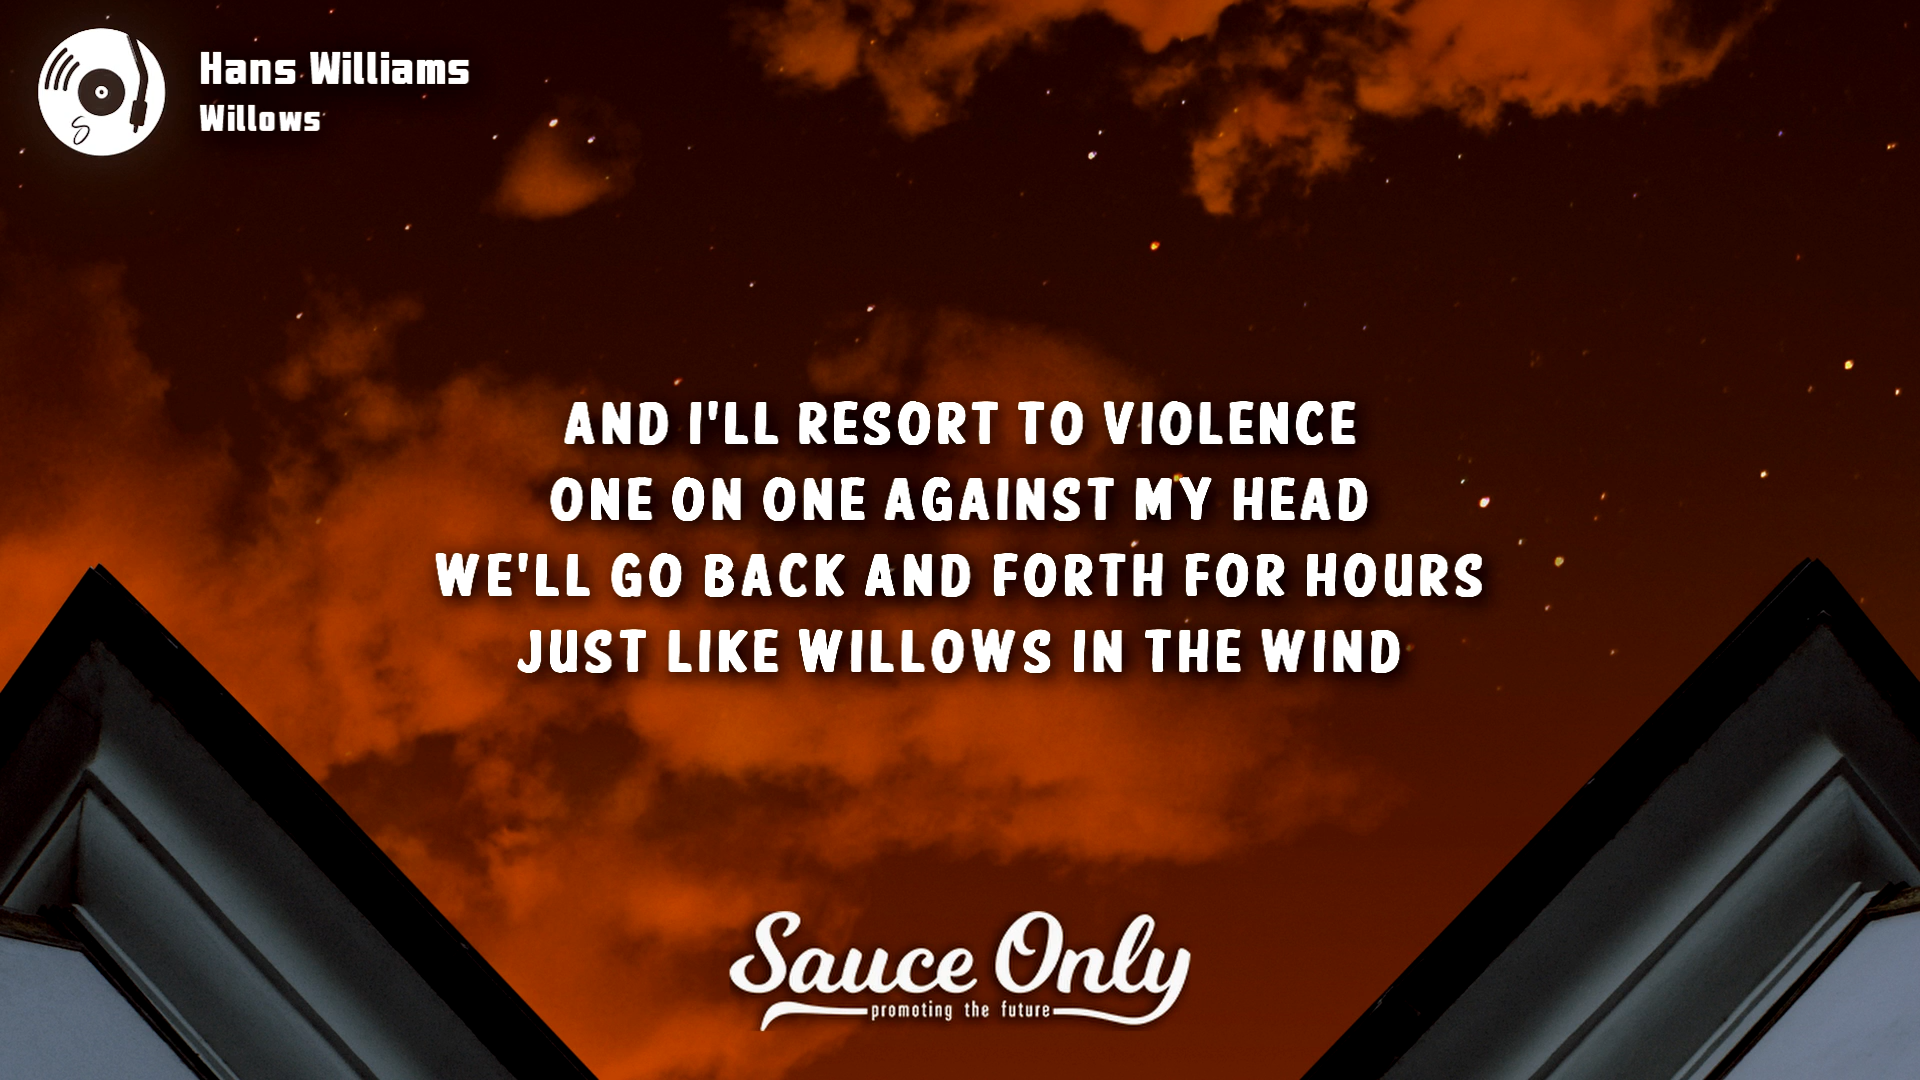 Hans Williams
Willows
AND I'LL RESORT TO VIOLENCE
ONE ON ONE AGAINST MY HEAD
WE'LL GO BACK AND FORTH FOR HOURS
JUST LIKE WILLOWS IN THE WIND
Sauce Only
promoting the future